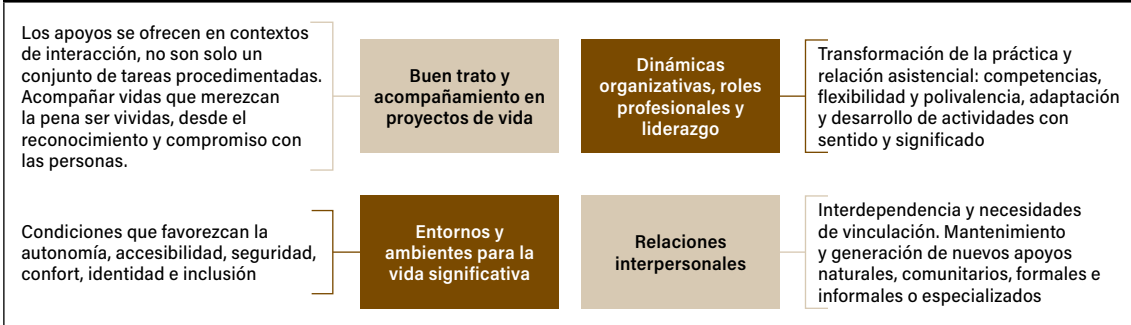 Los apoyos se ofrecen en contextos
de interacción, no son solo un
conjunto de tareas procedimentadas.
Acompañar vidas que merezcan
la pena ser vividas, desde el
reconocimiento y compromiso con
las personas.
Buen trato y
acompañamiento en
proyectos de vida
Dinámicas
organizativas, roles
profesionales y
liderazgo
Transformación de la práctica y
relación asistencial: competencias,
flexibilidad y polivalencia, adaptación
y desarrollo de actividades con
sentido y significado
Condiciones que favorezcan la
autonomía, accesibilidad, seguridad,
confort, identidad e inclusión
Entornos y
ambientes para la
vida significativa
Relaciones
interpersonales
Interdependencia y necesidades
de vinculación. Mantenimiento
y generación de nuevos apoyos
naturales, comunitarios, formales e
informales o especializados